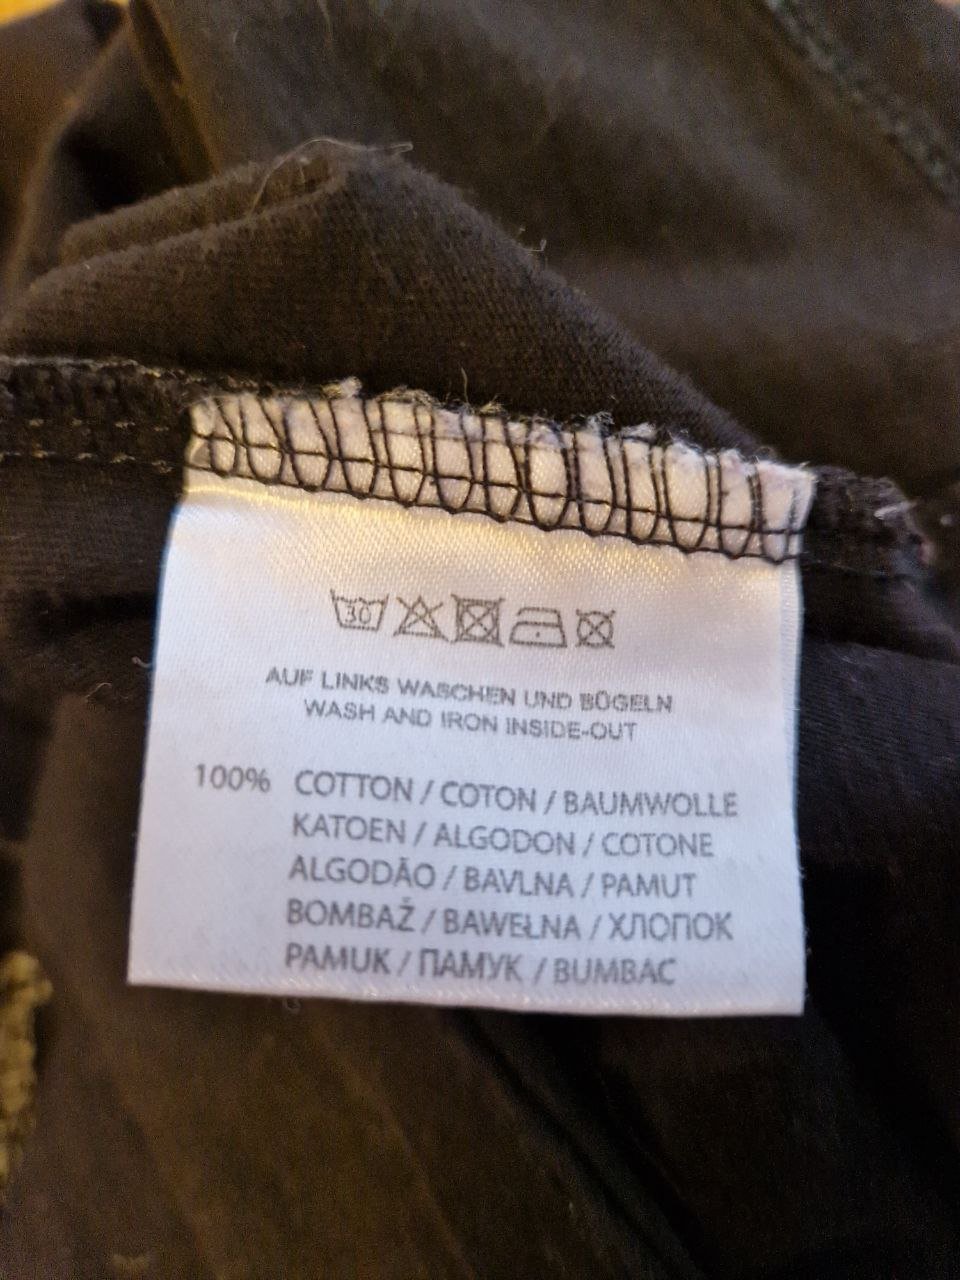 30
AUF LINKS WASCHEN UND BÜGELN
WASH AND IRON INSIDE-OUT
100% COTTON / COTON / BAUMWOLLE
KATOEN / ALGODON / COTONE
ALGODÃO / BAVLNA / PAMUT
BOMBAŽ / BAWEŁNA / ХЛОПОК
PAMUK / ПАМУК / BUMBAC